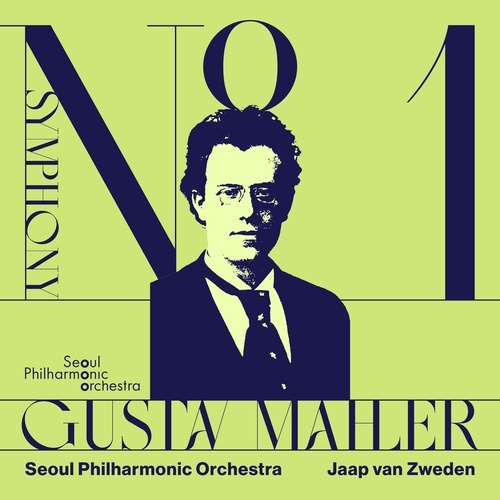 No 1
SYMPHONY
Seoul
Philharmonic
orchestra
GUSTAV MAHLER
Seoul Philharmonic Orchestra
Jaap van Zweden